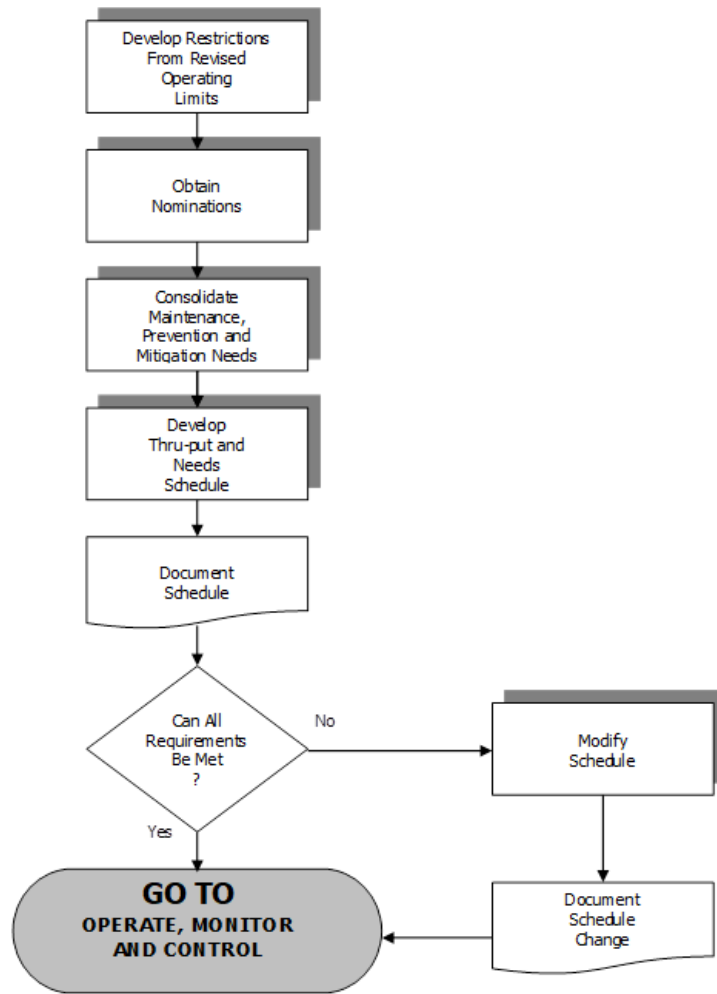 Develop Restrictions
From Revised
Operating
Limits
Obtain
Nominations
Consolidate
Maintenance,
Prevention and
Mitigation Needs
Develop
Thru-put and
Needs
Schedule
Document
Schedule
Can All
Requirements
Be Met
?
No
Modify
Schedule
Yes
Document
Schedule
Change
GO TO
OPERATE, MONITOR
AND CONTROL